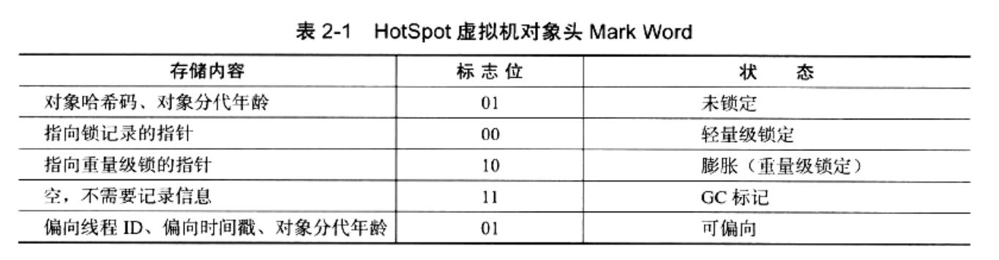 表 2-1 HotSpot 虚拟机对象头 Mark Word
存储内容 标 志 位 状 态
对象哈希码、对象分代年龄 01 未锁定
指向锁记录的指针 00 轻量级锁定
指向重量级锁的指针 10 膨胀（重量级锁定）
空，不需要记录信息 11 GC 标记
偏向线程 ID、偏向时间戳、对象分代年龄 01 可偏向